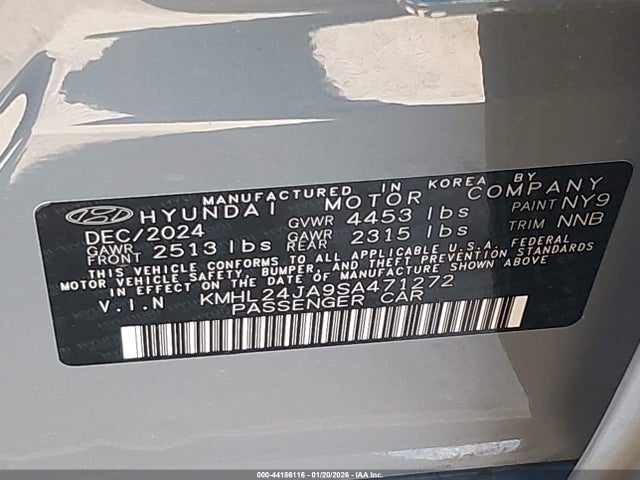 MANUFACTURED IN KOREA BY
HYUNDAI MOTOR COMPANY
DEC/2024 GVWR 4453 lbs PAINT NY9
GAWR FRONT 2513 lbs GAWR REAR 2315 lbs TRIM NNB
THIS VEHICLE CONFORMS TO ALL APPLICABLE U.S.A. FEDERAL
MOTOR VEHICLE SAFETY, BUMPER, AND THEFT PREVENTION STANDARDS
IN EFFECT ON THE DATE OF MANUFACTURE SHOWN ABOVE
V.I.N KMHL24JA9SA471272
PASSENGER CAR
000-44186116 - 01/20/2026 - IAA Inc.